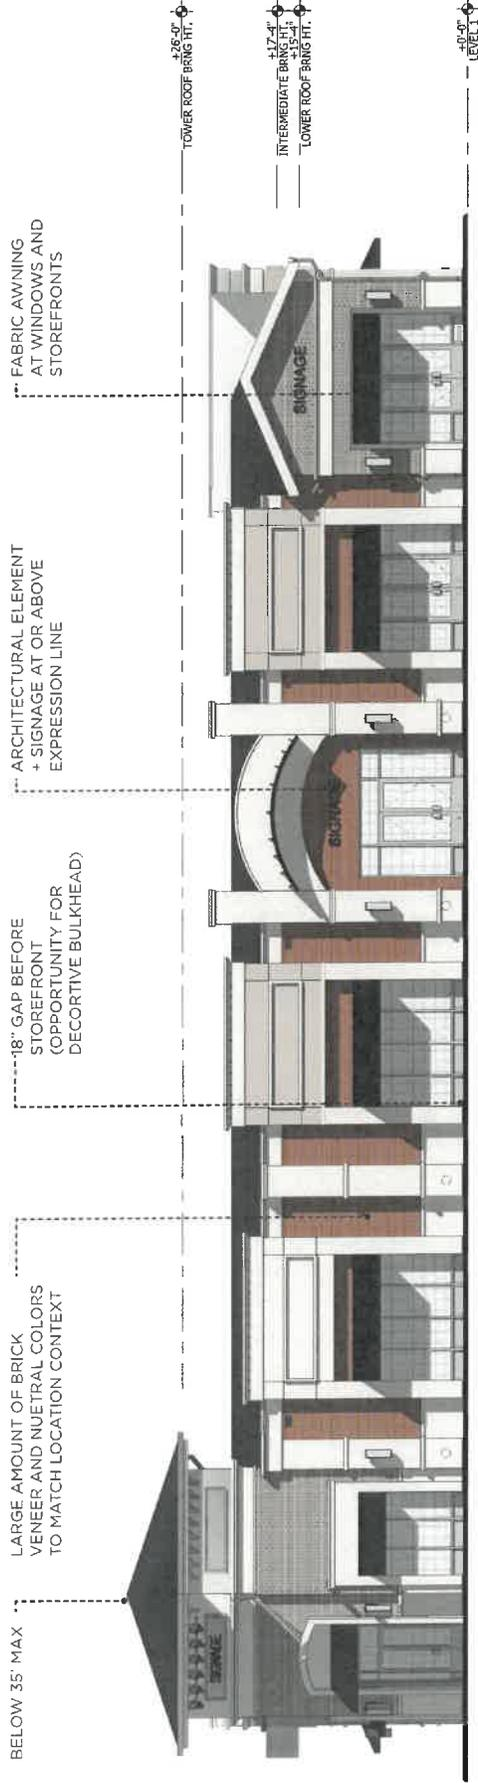 BELOW 35' MAX
LARGE AMOUNT OF BRICK
VENEER AND NUETRAL COLORS
TO MATCH LOCATION CONTEXT
18" GAP BEFORE
STOREFRONT
(OPPORTUNITY FOR
DECORTIVE BULKHEAD)
ARCHITECTURAL ELEMENT
+ SIGNAGE AT OR ABOVE
EXPRESSION LINE
FABRIC AWNING
AT WINDOWS AND
STOREFRONTS
+26'-0"
TOWER ROOF BRNG HT.
+17'-4"
INTERMEDIATE BRNG HT.
+15'-4"
LOWER ROOF BRNG HT.
+0'-0"
LEVEL 1
SIGNAGE
SIGNAGE
SIGNAGE